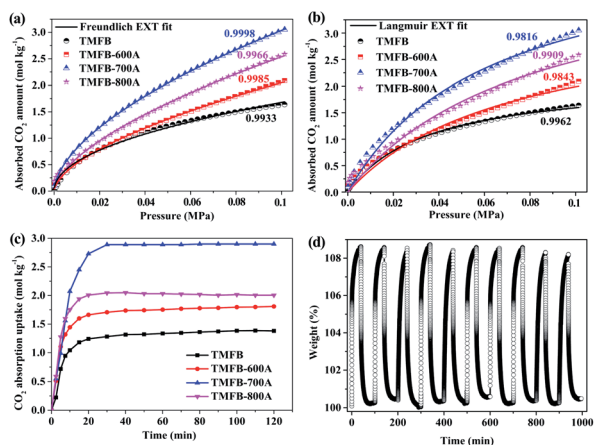 (a)
Freundlich EXT fit
TMFB
TMFB-600A
TMFB-700A
TMFB-800A
0.9998
0.9966
0.9985
0.9933
Absorbed CO2 amount (mol kg-1)
3.0
2.5
2.0
1.5
1.0
0.5
0.0
0 0.02 0.04 0.06 0.08 0.1
Pressure (MPa)
(b)
Langmuir EXT fit
TMFB
TMFB-600A
TMFB-700A
TMFB-800A
0.9816
0.9909
0.9843
0.9962
Absorbed CO2 amount (mol kg-1)
3.0
2.5
2.0
1.5
1.0
0.5
0.0
0 0.02 0.04 0.06 0.08 0.1
Pressure (MPa)
(c)
CO2 absorption uptake (mol kg-1)
3.0
2.5
2.0
1.5
1.0
0.5
0.0
TMFB
TMFB-600A
TMFB-700A
TMFB-800A
0 20 40 60 80 100 120
Time (min)
(d)
Weight (%)
108
106
104
102
100
0 200 400 600 800 1000
Time (min)